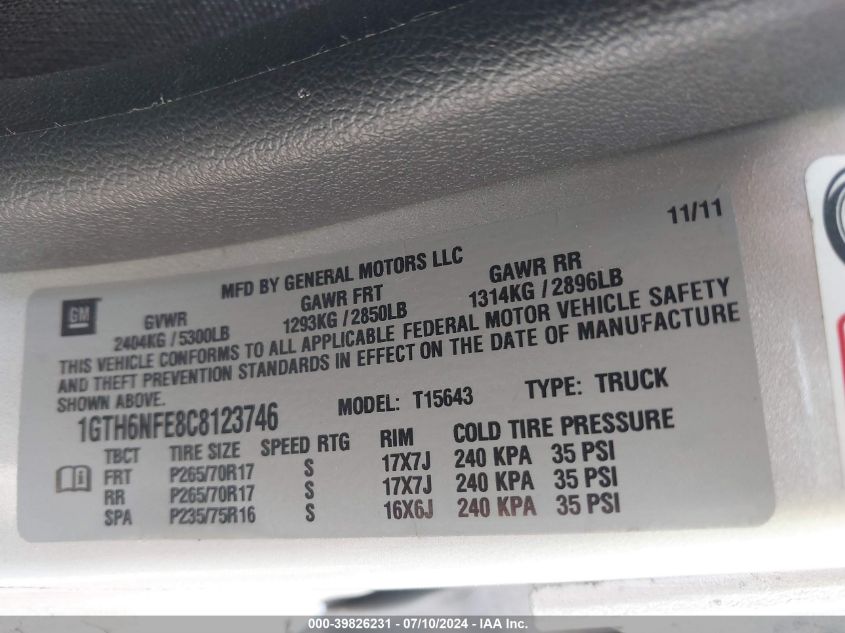 11/11
MFD BY GENERAL MOTORS LLC
GM
GVWR GAWR FRT GAWR RR
2404KG / 5300LB 1293KG / 2850LB 1314KG / 2896LB
THIS VEHICLE CONFORMS TO ALL APPLICABLE FEDERAL MOTOR VEHICLE SAFETY
AND THEFT PREVENTION STANDARDS IN EFFECT ON THE DATE OF MANUFACTURE
SHOWN ABOVE.
1GTH6NFE8C8123746 MODEL: T15643 TYPE: TRUCK
TBCT TIRE SIZE SPEED RTG RIM COLD TIRE PRESSURE
FRT P265/70R17 S 17X7J 240 KPA 35 PSI
RR P265/70R17 S 17X7J 240 KPA 35 PSI
SPA P235/75R16 S 16X6J 240 KPA 35 PSI
000-39826231 - 07/10/2024 - IAA Inc.